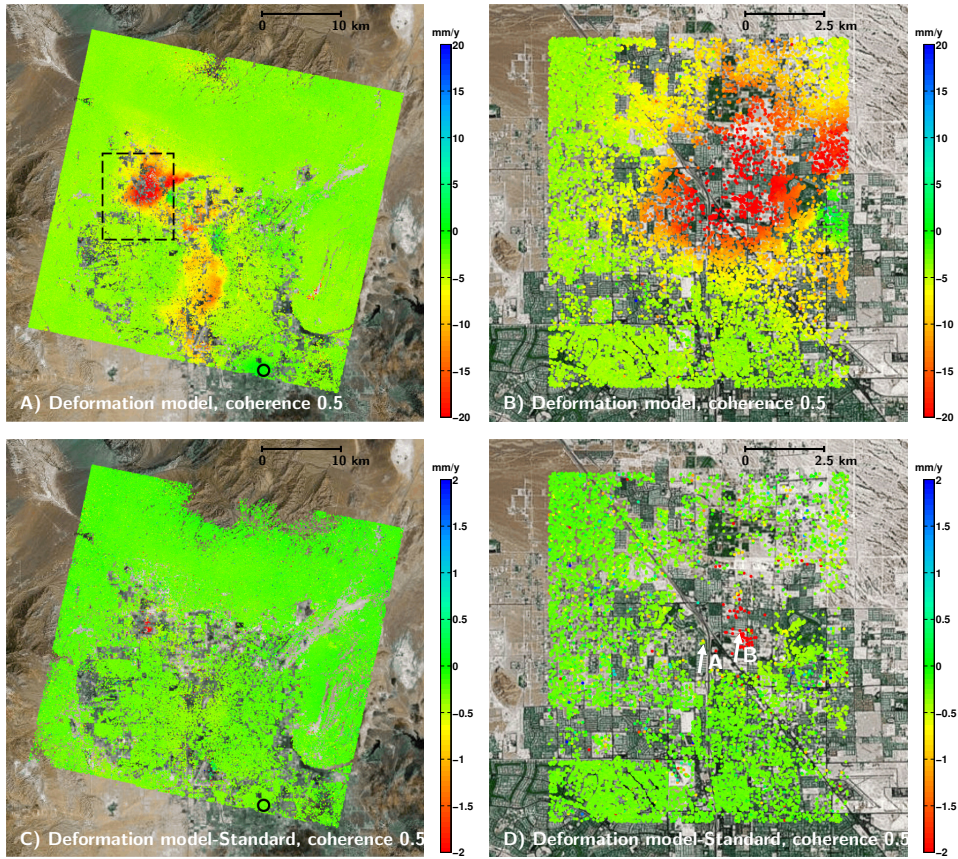 0 10 km
mm/y
20
15
10
5
0
−5
−10
−15
−20
A) Deformation model, coherence 0.5
0 2.5 km
mm/y
20
15
10
5
0
−5
−10
−15
−20
B) Deformation model, coherence 0.5
0 10 km
mm/y
2
1.5
1
0.5
0
−0.5
−1
−1.5
−2
C) Deformation model-Standard, coherence 0.5
0 2.5 km
mm/y
2
1.5
1
0.5
0
−0.5
−1
−1.5
−2
A
B
D) Deformation model-Standard, coherence 0.5